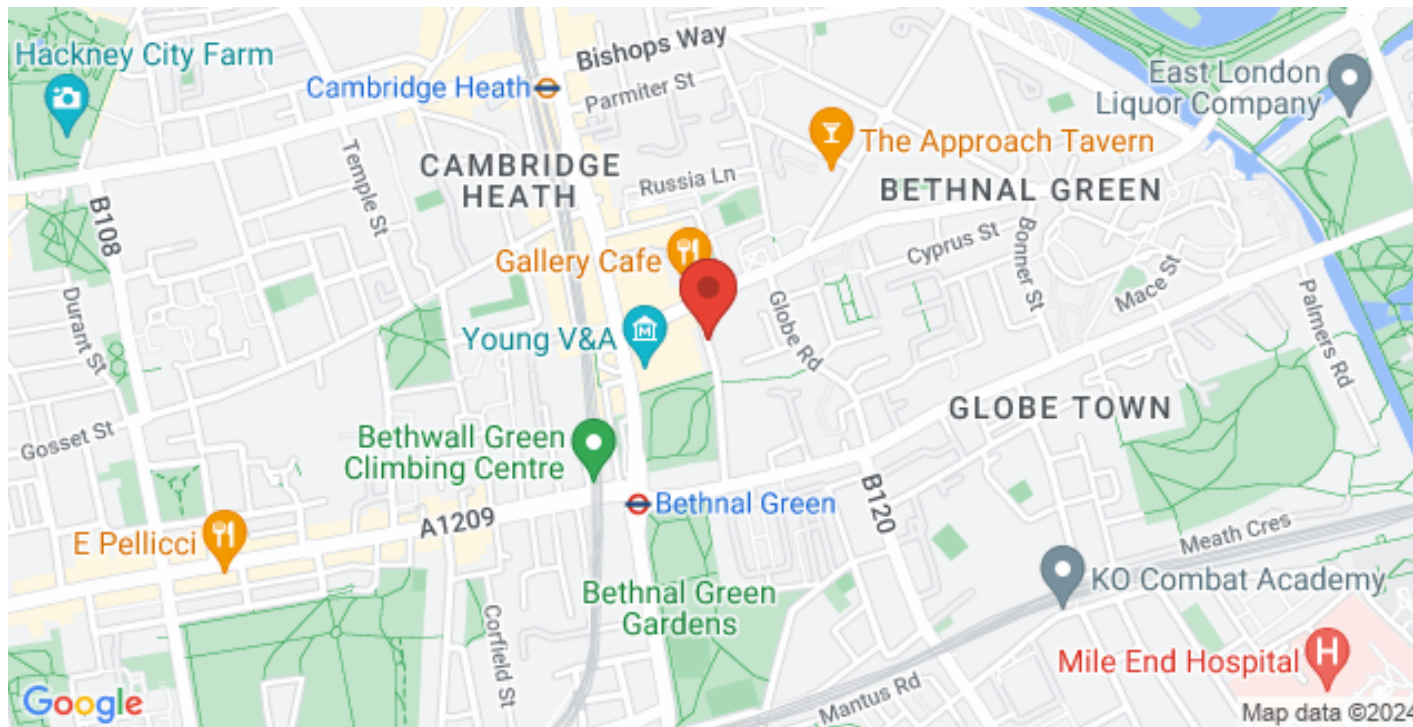 Hackney City Farm
Cambridge Heath
Bishops Way
Parmiter St
East London
Liquor Company
The Approach Tavern
CAMBRIDGE
HEATH
Temple St
Russia Ln
BETHNAL GREEN
B108
Gallery Cafe
Cyprus St
Bonner St
Mace St
Durant St
Young V&A
Globe Rd
Palmers Rd
GLOBE TOWN
Gosset St
Bethwall Green
Climbing Centre
Bethnal Green
B120
A1209
E Pellicci
Meath Cres
KO Combat Academy
Bethnal Green
Gardens
Corfield St
Mile End Hospital
H
Mantus Rd
Google
Map data ©2024